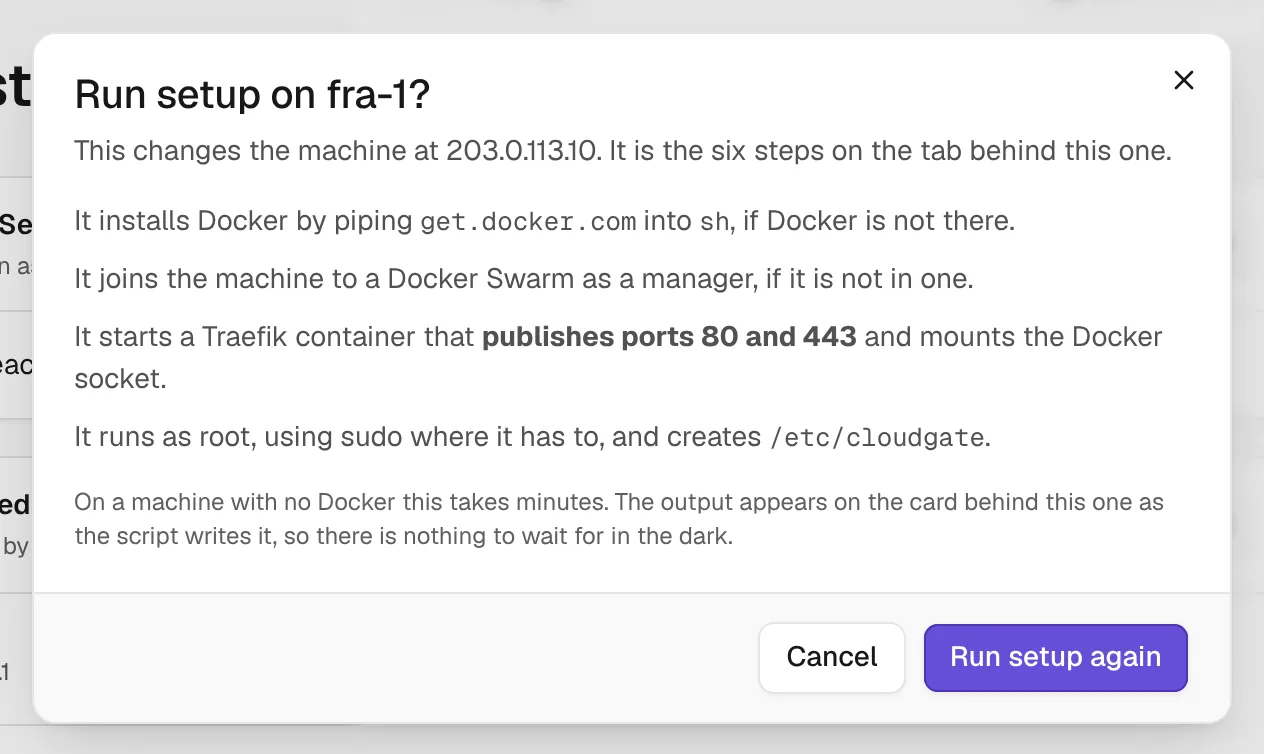 Run setup on fra-1?
This changes the machine at 203.0.113.10. It is the six steps on the tab behind this one.
It installs Docker by piping get.docker.com into sh, if Docker is not there.
It joins the machine to a Docker Swarm as a manager, if it is not in one.
It starts a Traefik container that publishes ports 80 and 443 and mounts the Docker
socket.
It runs as root, using sudo where it has to, and creates /etc/cloudgate.
On a machine with no Docker this takes minutes. The output appears on the card behind this one as
the script writes it, so there is nothing to wait for in the dark.
Cancel
Run setup again
by